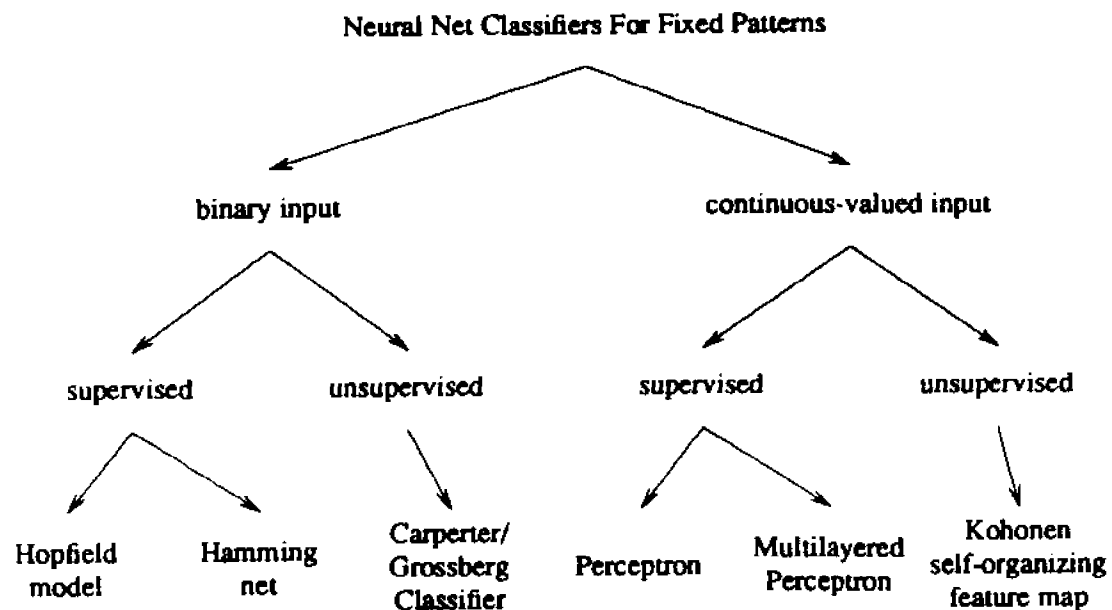 Neural Net Classifiers For Fixed Patterns
binary input
continuous-valued input
supervised
unsupervised
supervised
unsupervised
Hopfield
model
Hamming
net
Carperter/
Grossberg
Classifier
Perceptron
Multilayered
Perceptron
Kohonen
self-organizing
feature map